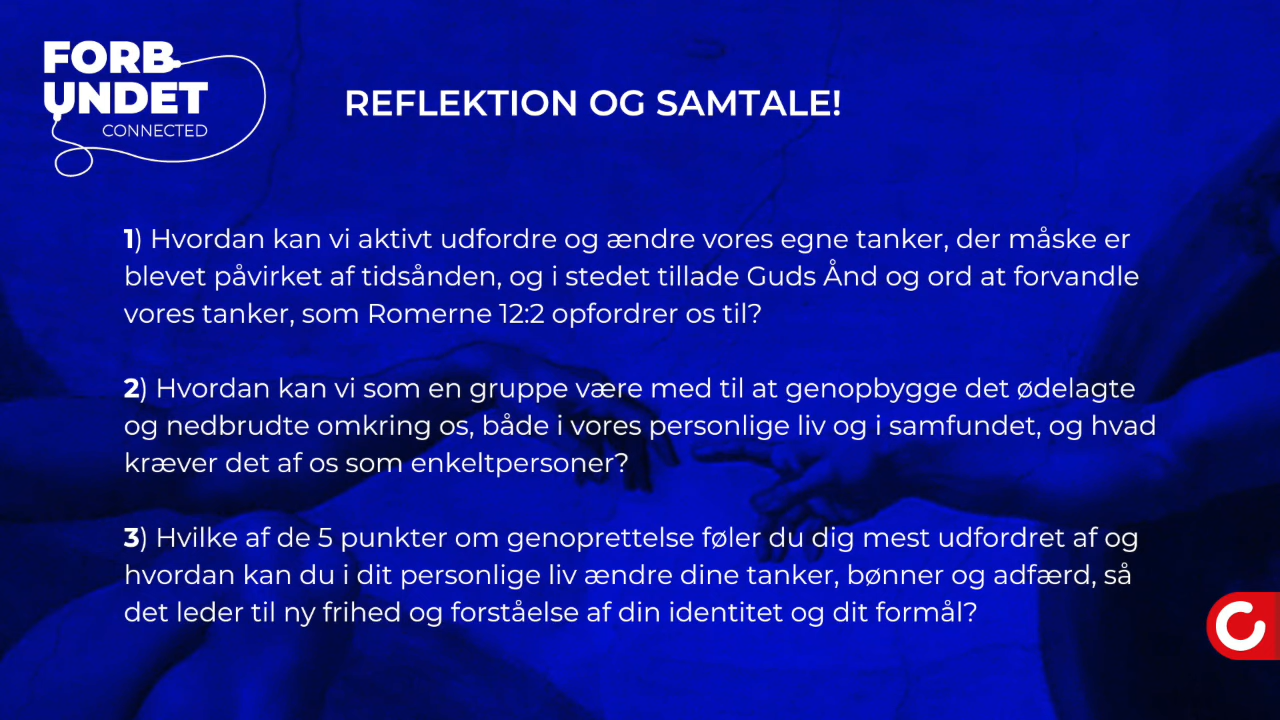 FORB
UNDET
CONNECTED
REFLEKTION OG SAMTALE!
1) Hvordan kan vi aktivt udfordre og ændre vores egne tanker, der måske er
blevet påvirket af tidsånden, og i stedet tillade Guds Ånd og ord at forvandle
vores tanker, som Romerne 12:2 opfordrer os til?
2) Hvordan kan vi som en gruppe være med til at genopbygge det ødelagte
og nedbrudte omkring os, både i vores personlige liv og i samfundet, og hvad
kræver det af os som enkeltpersoner?
3) Hvilke af de 5 punkter om genoprettelse føler du dig mest udfordret af og
hvordan kan du i dit personlige liv ændre dine tanker, bønner og adfærd, så
det leder til ny frihed og forståelse af din identitet og dit formål?